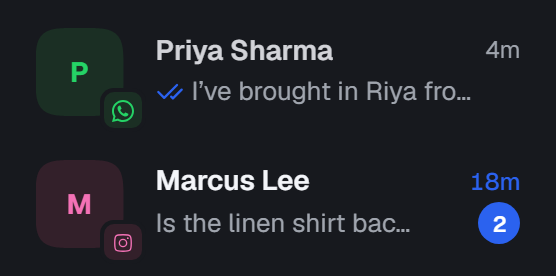 P
Priya Sharma
4m
I’ve brought in Riya fro...
M
Marcus Lee
18m
Is the linen shirt bac...
2